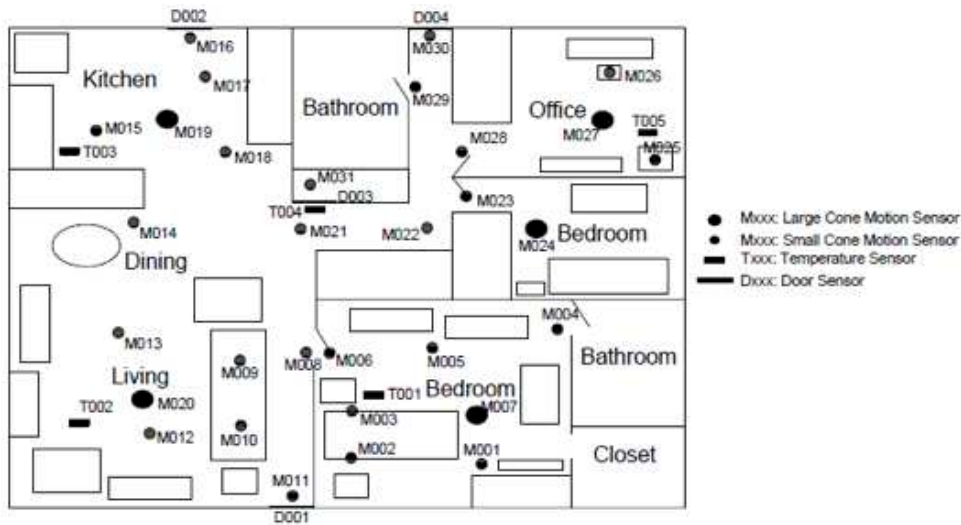 D002
D004
M016
M030
Kitchen
M017
M026
M029
Bathroom
Office
M015
M019
M027
T005
T003
M018
M028
M025
M031
D003
M023
T004
M014
M021
M022
M024
Bedroom
Dining
Mxxx: Large Cone Motion Sensor
Mxxx: Small Cone Motion Sensor
Txxx: Temperature Sensor
Dxxx: Door Sensor
M004
M013
M008
M006
M005
Bathroom
M009
Living
Bedroom
T001
M020
M007
T002
M003
M012
M010
M002
M001
Closet
M011
D001